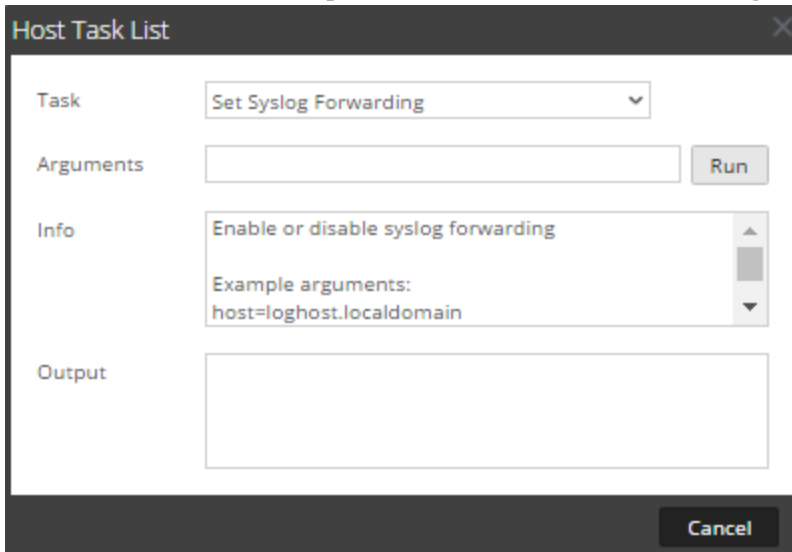 Host Task List
Task
Set Syslog Forwarding
Arguments
Run
Info
Enable or disable syslog forwarding
Example arguments:
host=loghost.localdomain
Output
Cancel